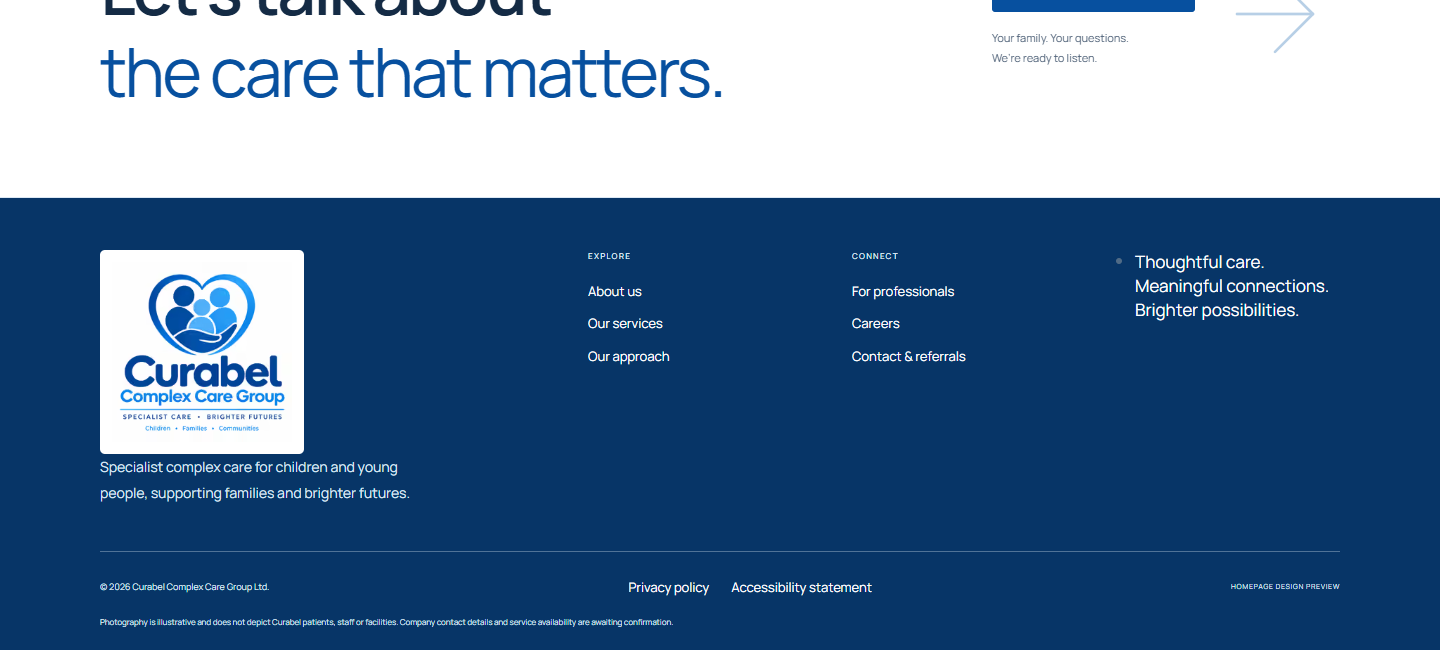 Let's talk about
the care that matters.
Your family. Your questions.
We're ready to listen.
Curabel
Complex Care Group
SPECIALIST CARE • BRIGHTER FUTURES
Children • Families • Communities
Specialist complex care for children and young
people, supporting families and brighter futures.
EXPLORE
About us
Our services
Our approach
CONNECT
For professionals
Careers
Contact & referrals
Thoughtful care.
Meaningful connections.
Brighter possibilities.
© 2026 Curabel Complex Care Group Ltd.
Privacy policy
Accessibility statement
HOMEPAGE DESIGN PREVIEW
Photography is illustrative and does not depict Curabel patients, staff or facilities. Company contact details and service availability are awaiting confirmation.